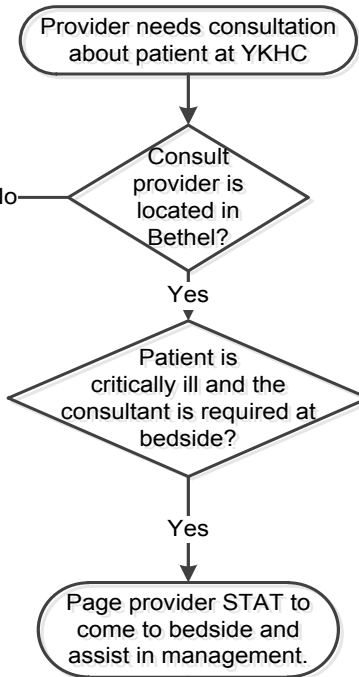 Provider needs consultation
about patient at YKHC
Consult
provider is
located in
Bethel?
Yes
Patient is
critically ill and the
consultant is required at
bedside?
Yes
Page provider STAT to
come to bedside and
assist in management.